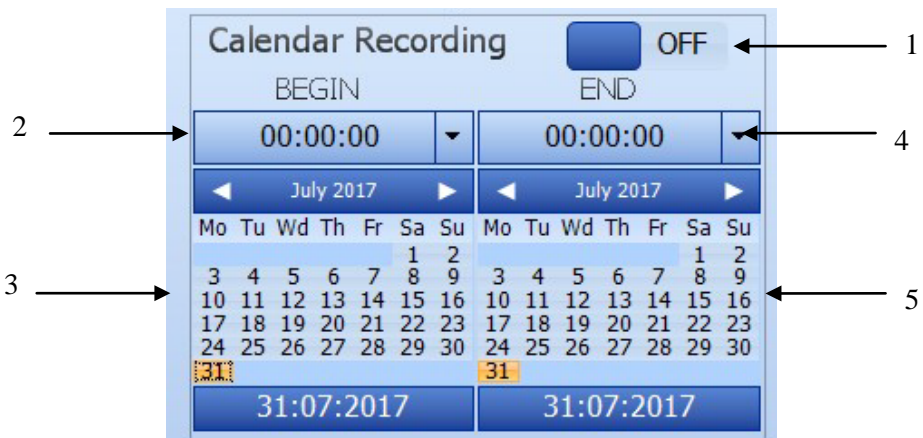 Calendar Recording OFF 1
BEGIN END
2 00:00:00 00:00:00 4
July 2017 July 2017
Mo Tu Wd Th Fr Sa Su Mo Tu Wd Th Fr Sa Su
1 2 1 2
3 4 5 6 7 8 9 3 4 5 6 7 8 9
3 10 11 12 13 14 15 16 10 11 12 13 14 15 16 5
17 18 19 20 21 22 23 17 18 19 20 21 22 23
24 25 26 27 28 29 30 24 25 26 27 28 29 30
31 31
31:07:2017 31:07:2017